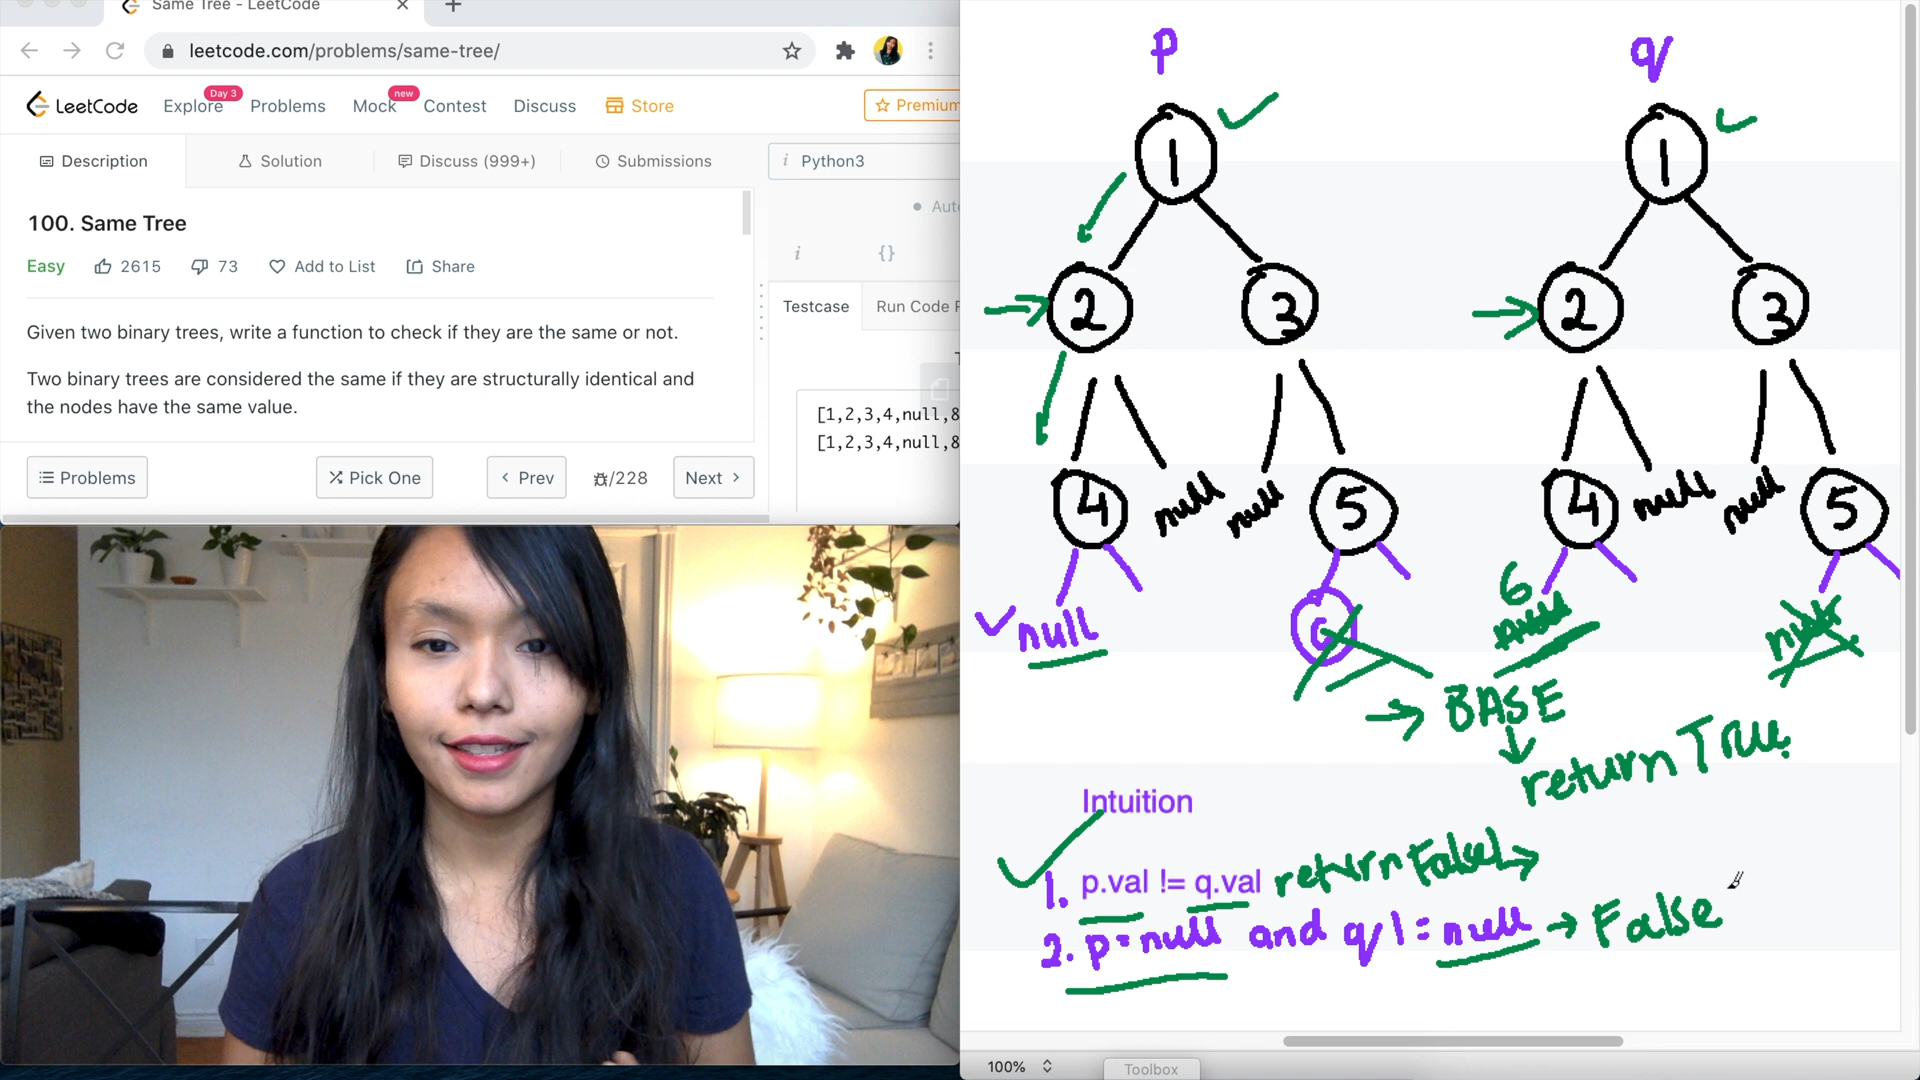 Same Tree - LeetCode
leetcode.com/problems/same-tree/
LeetCode Explore Day 3 Problems Mock new Contest Discuss Store Premium
Description Solution Discuss (999+) Submissions
i Python3
100. Same Tree
Easy 2615 73 Add to List Share
Given two binary trees, write a function to check if they are the same or not.
Two binary trees are considered the same if they are structurally identical and
the nodes have the same value.
Problems Pick One Prev /228 Next
Auto
i {}
Testcase Run Code
[1,2,3,4,null,8
[1,2,3,4,null,8
p q
1 1
2 3 2 3
4 null null 5 4 null null 5
null 6
null
BASE
return True
Intuition
1. p.val != q.val return False
2. p=null and q != null → False
100% Toolbox